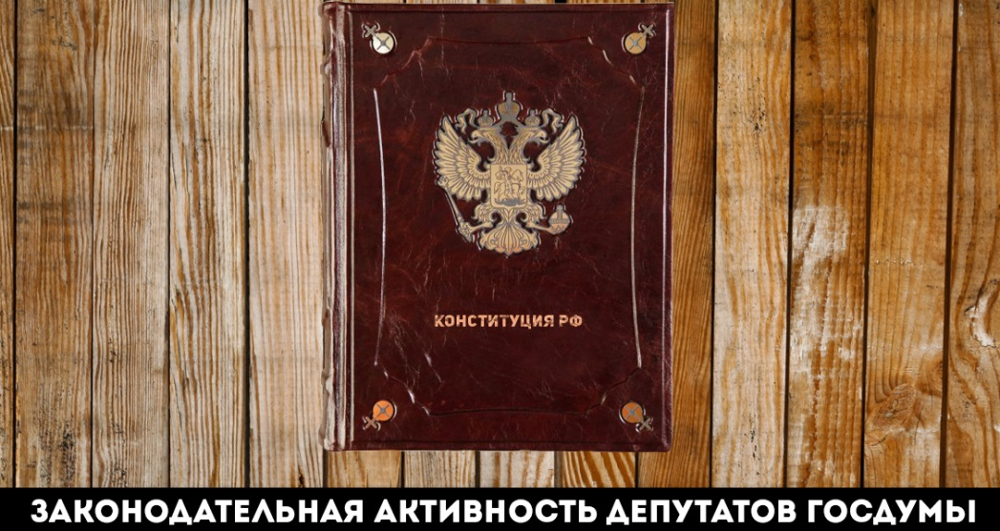 КОНСТИТУЦИЯ РФ
ЗАКОНОДАТЕЛЬНАЯ АКТИВНОСТЬ ДЕПУТАТОВ ГОСДУМЫ